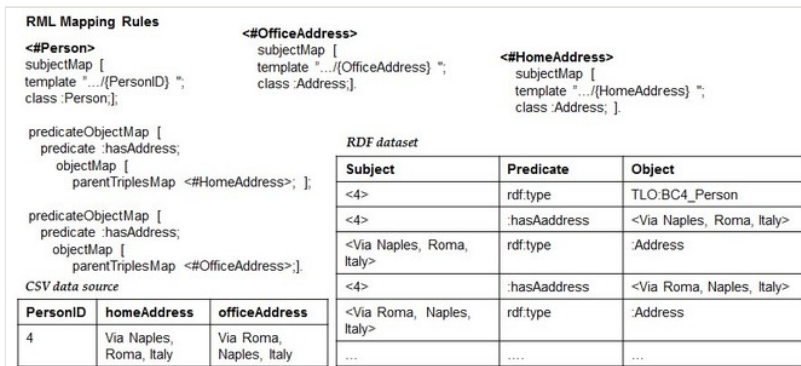 RML Mapping Rules
<#Person>
subjectMap [
template "…/{PersonID} ";
class :Person;];
predicateObjectMap [
predicate :hasAddress;
objectMap [
parentTriplesMap <#HomeAddress>; ];
predicateObjectMap [
predicate :hasAddress;
objectMap [
parentTriplesMap <#OfficeAddress>;].
<#OfficeAddress>
subjectMap [
template "…/{OfficeAddress} ";
class :Address;].
<#HomeAddress>
subjectMap [
template "…/{HomeAddress} ";
class :Address; ].
CSV data source
PersonID homeAddress officeAddress
4 Via Naples, Via Roma,
Roma, Italy Naples, Italy
RDF dataset
Subject Predicate Object
<4> rdf:type TLO:BC4_Person
<4> :hasAaddress <Via Naples, Roma, Italy>
<Via Naples, Roma, rdf:type :Address
Italy>
<4> :hasAaddress <Via Roma, Naples, Italy>
<Via Roma, Naples, rdf:type :Address
Italy>
... .... ...